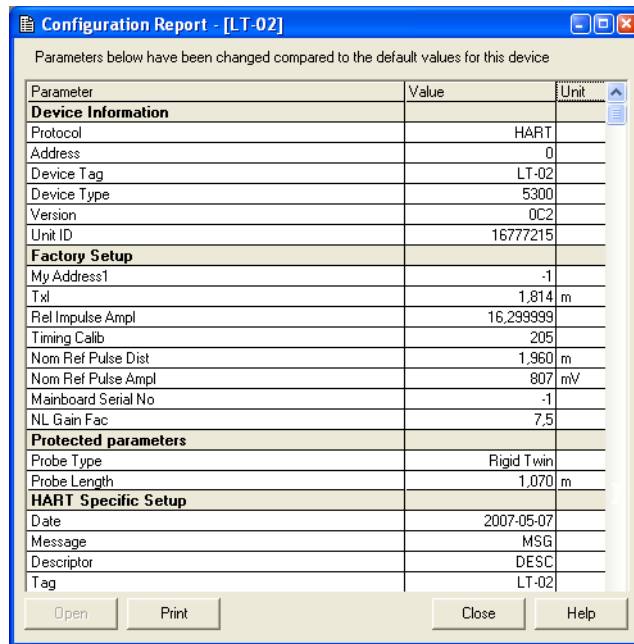 Configuration Report - [LT-02]
Parameters below have been changed compared to the default values for this device
Parameter Value Unit
Device Information
Protocol HART
Address 0
Device Tag LT-02
Device Type 5300
Version 0C2
Unit ID 16777215
Factory Setup
My Address1 -1
Txl 1,814 m
Rel Impulse Ampl 16,299999
Timing Calib 205
Nom Ref Pulse Dist 1,960 m
Nom Ref Pulse Ampl 807 mV
Mainboard Serial No -1
NL Gain Fac 7,5
Protected parameters
Probe Type Rigid Twin
Probe Length 1,070 m
HART Specific Setup
Date 2007-05-07
Message MSG
Descriptor DESC
Tag LT-02
Open Print Close Help